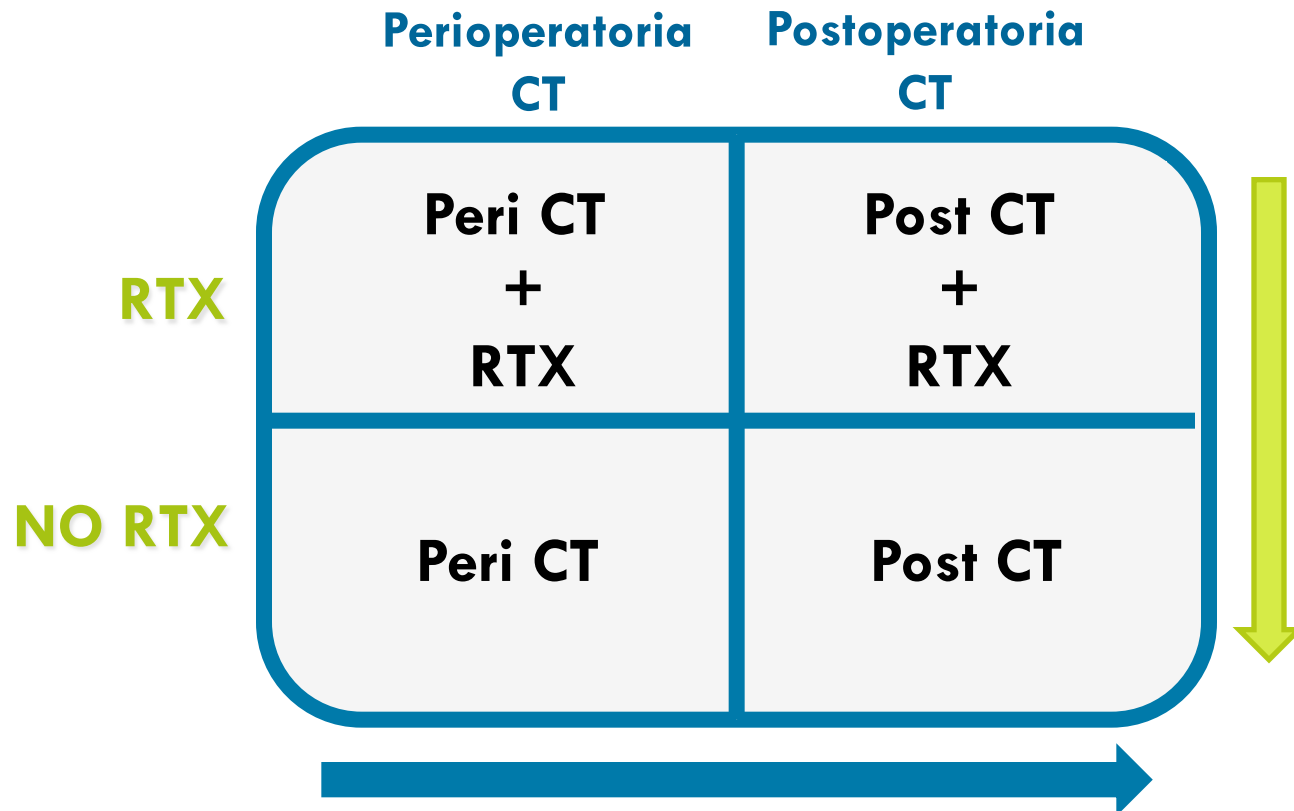 Perioperatoria
CT
Postoperatoria
CT
RTX
Peri CT
+
RTX
Post CT
+
RTX
NO RTX
Peri CT
Post CT